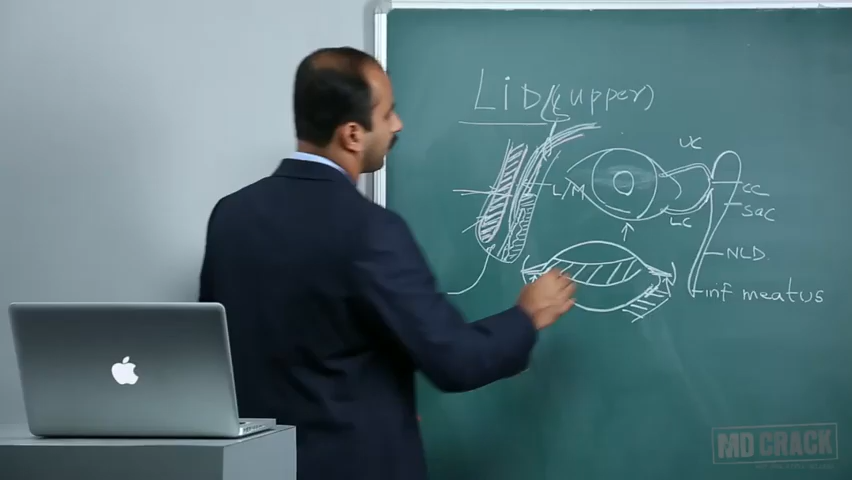 LiD (upper)
UC
L/M
CC
Sac
LC
NLD
inf meatus
MD CRACK